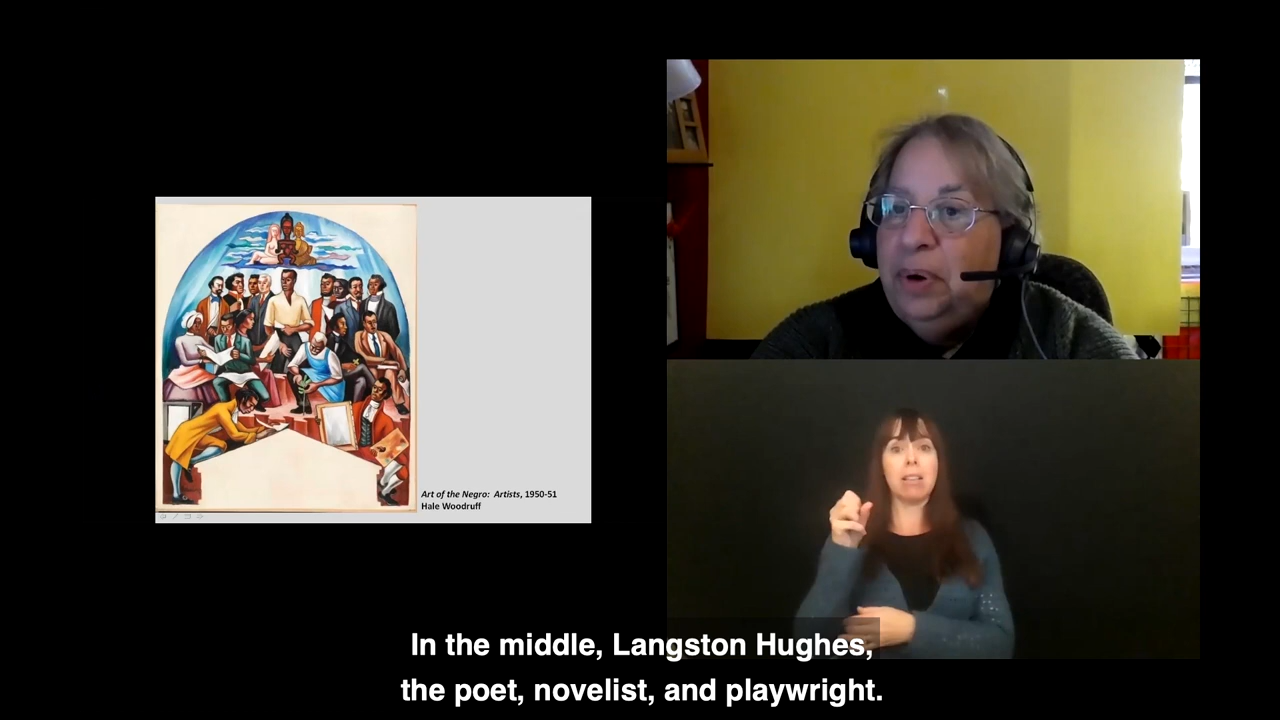 Art of the Negro: Artists, 1950-51
Hale Woodruff
In the middle, Langston Hughes,
the poet, novelist, and playwright.